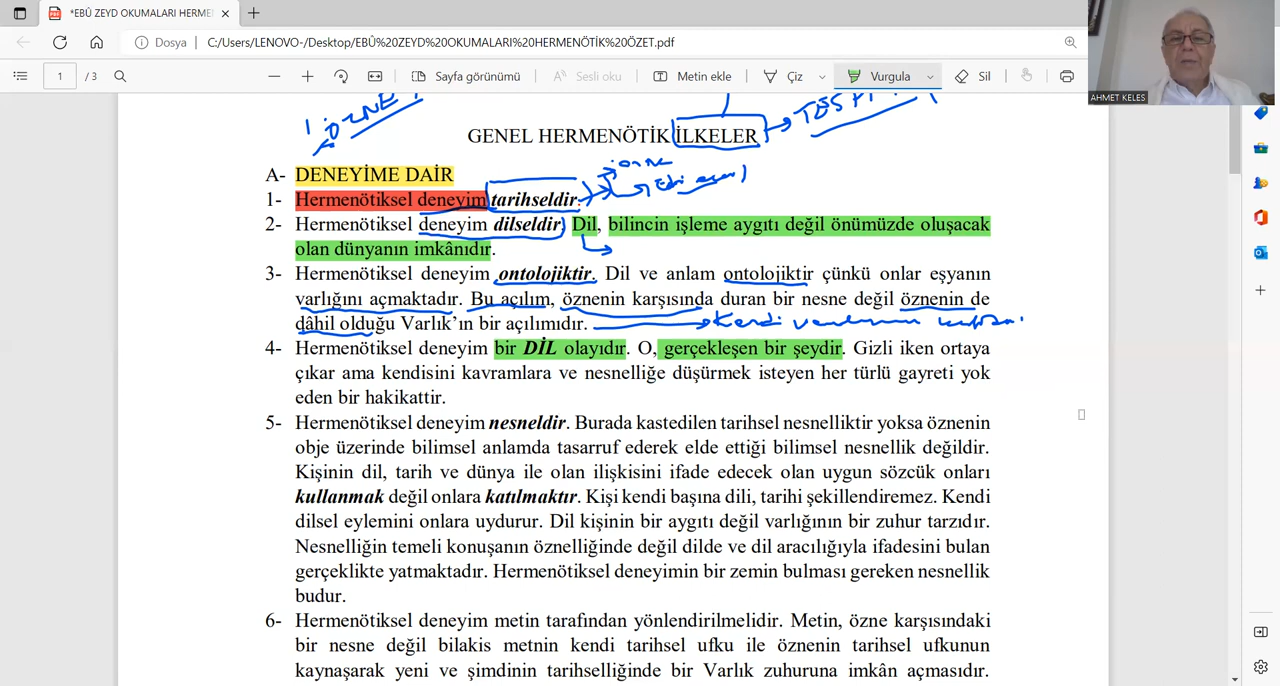 *EBÛ ZEYD OKUMALARI HERME
Dosya C:/Users/LENOVO-/Desktop/EBÛ%20ZEYD%20OKUMALARI%20HERMENÖTİK%20ÖZET.pdf
1 / 3 Sayfa görünümü Sesli oku Metin ekle Çiz Vurgula Sil
AHMET KELES
ÖZNE
GENEL HERMENÖTİK İLKELER
A- DENEYİME DAİR
1- Hermenötiksel deneyim tarihseldir.
2- Hermenötiksel deneyim dilseldir. Dil, bilincin işleme aygıtı değil önümüzde oluşacak
olan dünyanın imkânıdır.
3- Hermenötiksel deneyim ontolojiktir. Dil ve anlam ontolojiktir çünkü onlar eşyanın
varlığını açmaktadır. Bu açılım, öznenin karşısında duran bir nesne değil öznenin de
dâhil olduğu Varlık’ın bir açılımıdır. Kendi
4- Hermenötiksel deneyim bir DİL olayıdır. O, gerçekleşen bir şeydir. Gizli iken ortaya
çıkar ama kendisini kavramlara ve nesnelliğe düşürmek isteyen her türlü gayreti yok
eden bir hakikattir.
5- Hermenötiksel deneyim nesneldir. Burada kastedilen tarihsel nesnelliktir yoksa öznenin
obje üzerinde bilimsel anlamda tasarruf ederek elde ettiği bilimsel nesnellik değildir.
Kişinin dil, tarih ve dünya ile olan ilişkisini ifade edecek olan uygun sözcük onları
kullanmak değil onlara katılmaktır. Kişi kendi başına dili, tarihi şekillendiremez. Kendi
dilsel eylemini onlara uydurur. Dil kişinin bir aygıtı değil varlığının bir zuhur tarzıdır.
Nesnelliğin temeli konuşanın öznelliğinde değil dilde ve dil aracılığıyla ifadesini bulan
gerçeklikte yatmaktadır. Hermenötiksel deneyimin bir zemin bulması gereken nesnellik
budur.
6- Hermenötiksel deneyim metin tarafından yönlendirilmelidir. Metin, özne karşısındaki
bir nesne değil bilakis metnin kendi tarihsel ufku ile öznenin tarihsel ufkunun
kaynaşarak yeni ve şimdinin tarihselliğinde bir Varlık zuhuruna imkân açmasıdır.